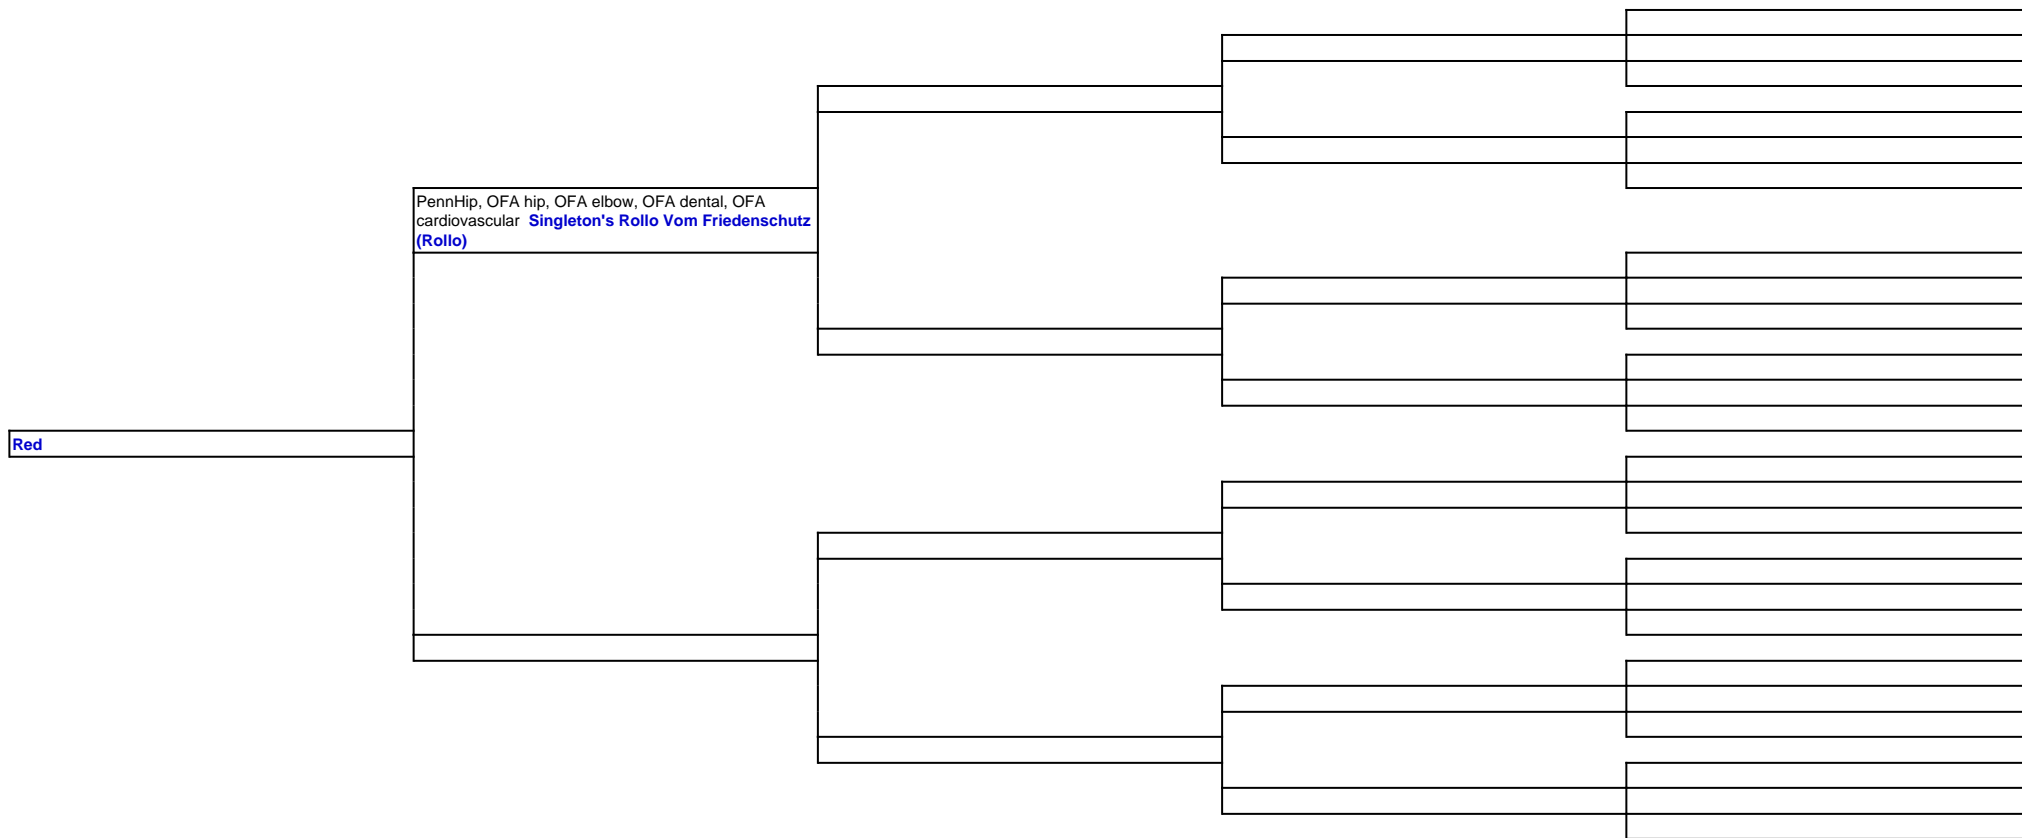 PennHip, OFA hip, OFA elbow, OFA dental, OFA
cardiovascular Singleton's Rollo Vom Friedenschutz
(Rollo)
Red